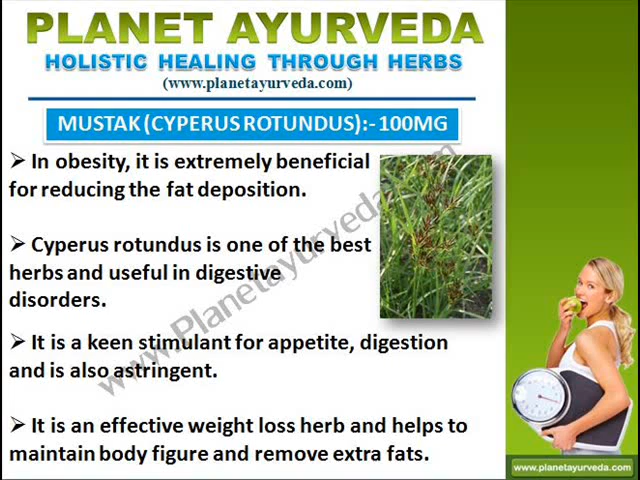 PLANET AYURVEDA
HOLISTIC HEALING THROUGH HERBS
(www.planetayurveda.com)
MUSTAK (CYPERUS ROTUNDUS):- 100MG
➢ In obesity, it is extremely beneficial
for reducing the fat deposition.
➢ Cyperus rotundus is one of the best
herbs and useful in digestive
disorders.
➢ It is a keen stimulant for appetite, digestion
and is also astringent.
➢ It is an effective weight loss herb and helps to
maintain body figure and remove extra fats.
www.Planetayurveda.com
www.planetayurveda.com